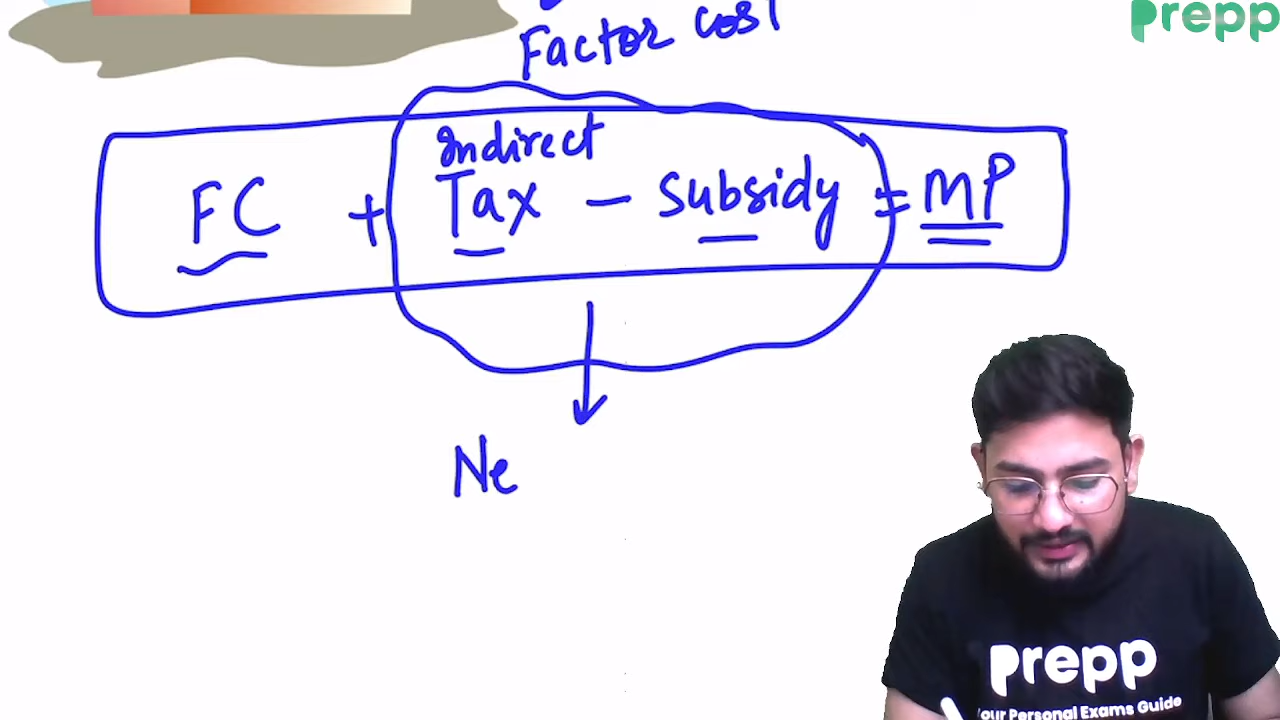 prepp
Factor cost
FC + Indirect Tax - Subsidy = MP
Ne
prepp
Your Personal Exams Guide